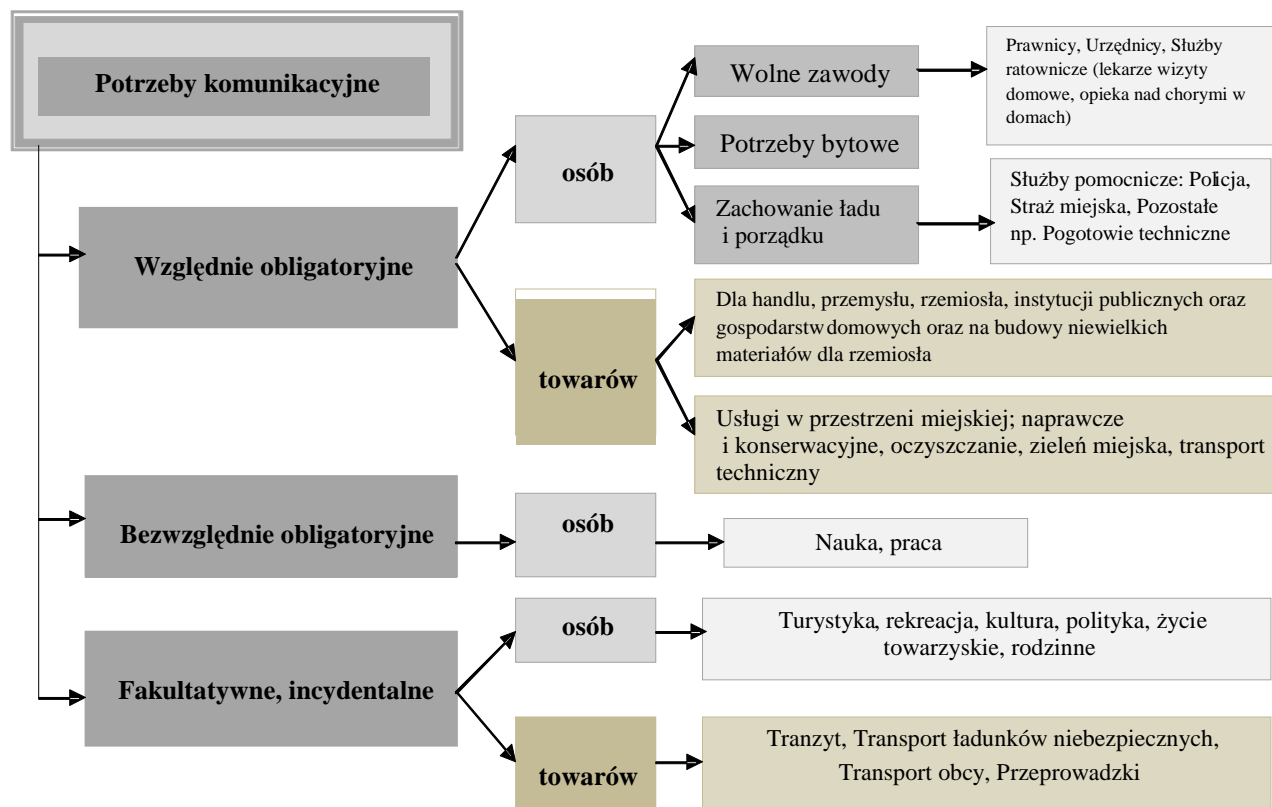 Potrzeby komunikacyjne
Wolne zawody
Prawnicy, Urzędnicy, Służby
ratownicze (lekarze wizyty
domowe, opieka nad chorymi w
domach)
osób
Potrzeby bytowe
Zachowanie ładu
i porządku
Służby pomocnicze: Policja,
Straż miejska, Pozostałe
np. Pogotowie techniczne
Względnie obligatoryjne
towarów
Dla handlu, przemysłu, rzemiosła, instytucji publicznych oraz
gospodarstw domowych oraz na budowy niewielkich
materiałów dla rzemiosła
Usługi w przestrzeni miejskiej; naprawcze
i konserwacyjne, oczyszczanie, zieleń miejska, transport
techniczny
Bezwzględnie obligatoryjne
osób
Nauka, praca
Fakultatywne, incydentalne
osób
Turystyka, rekreacja, kultura, polityka, życie
towarzyskie, rodzinne
towarów
Tranzyt, Transport ładunków niebezpiecznych,
Transport obcy, Przeprowadzki